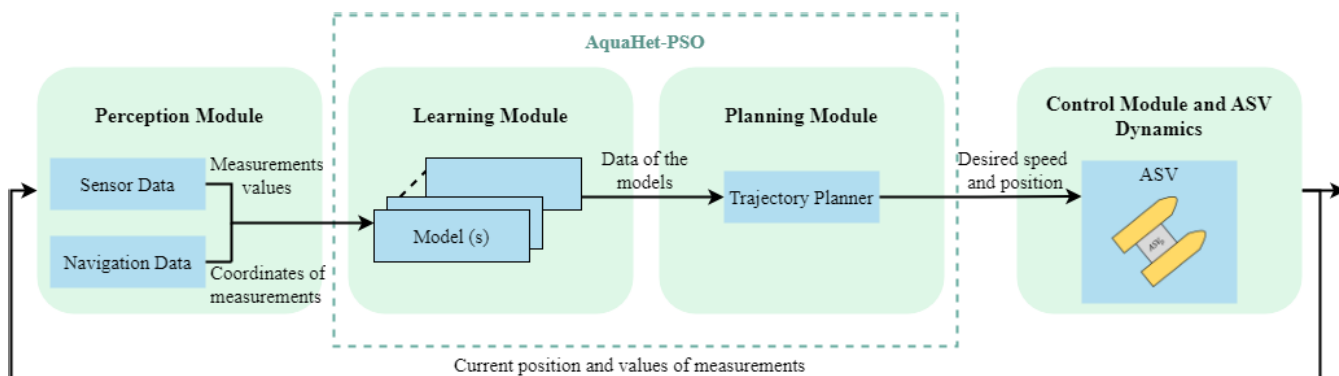 AquaHet-PSO
Perception Module
Learning Module
Planning Module
Control Module and ASV
Dynamics
Sensor Data
Measurements
values
Navigation Data
Coordinates of
measurements
Model (s)
Data of the
models
Trajectory Planner
Desired speed
and position
ASV
Current position and values of measurements